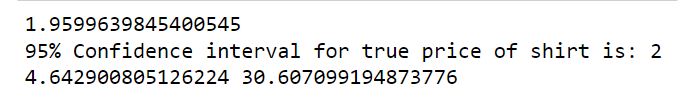 1.9599639845400545
95% Confidence interval for true price of shirt is: 2
4.642900805126224 30.607099194873776